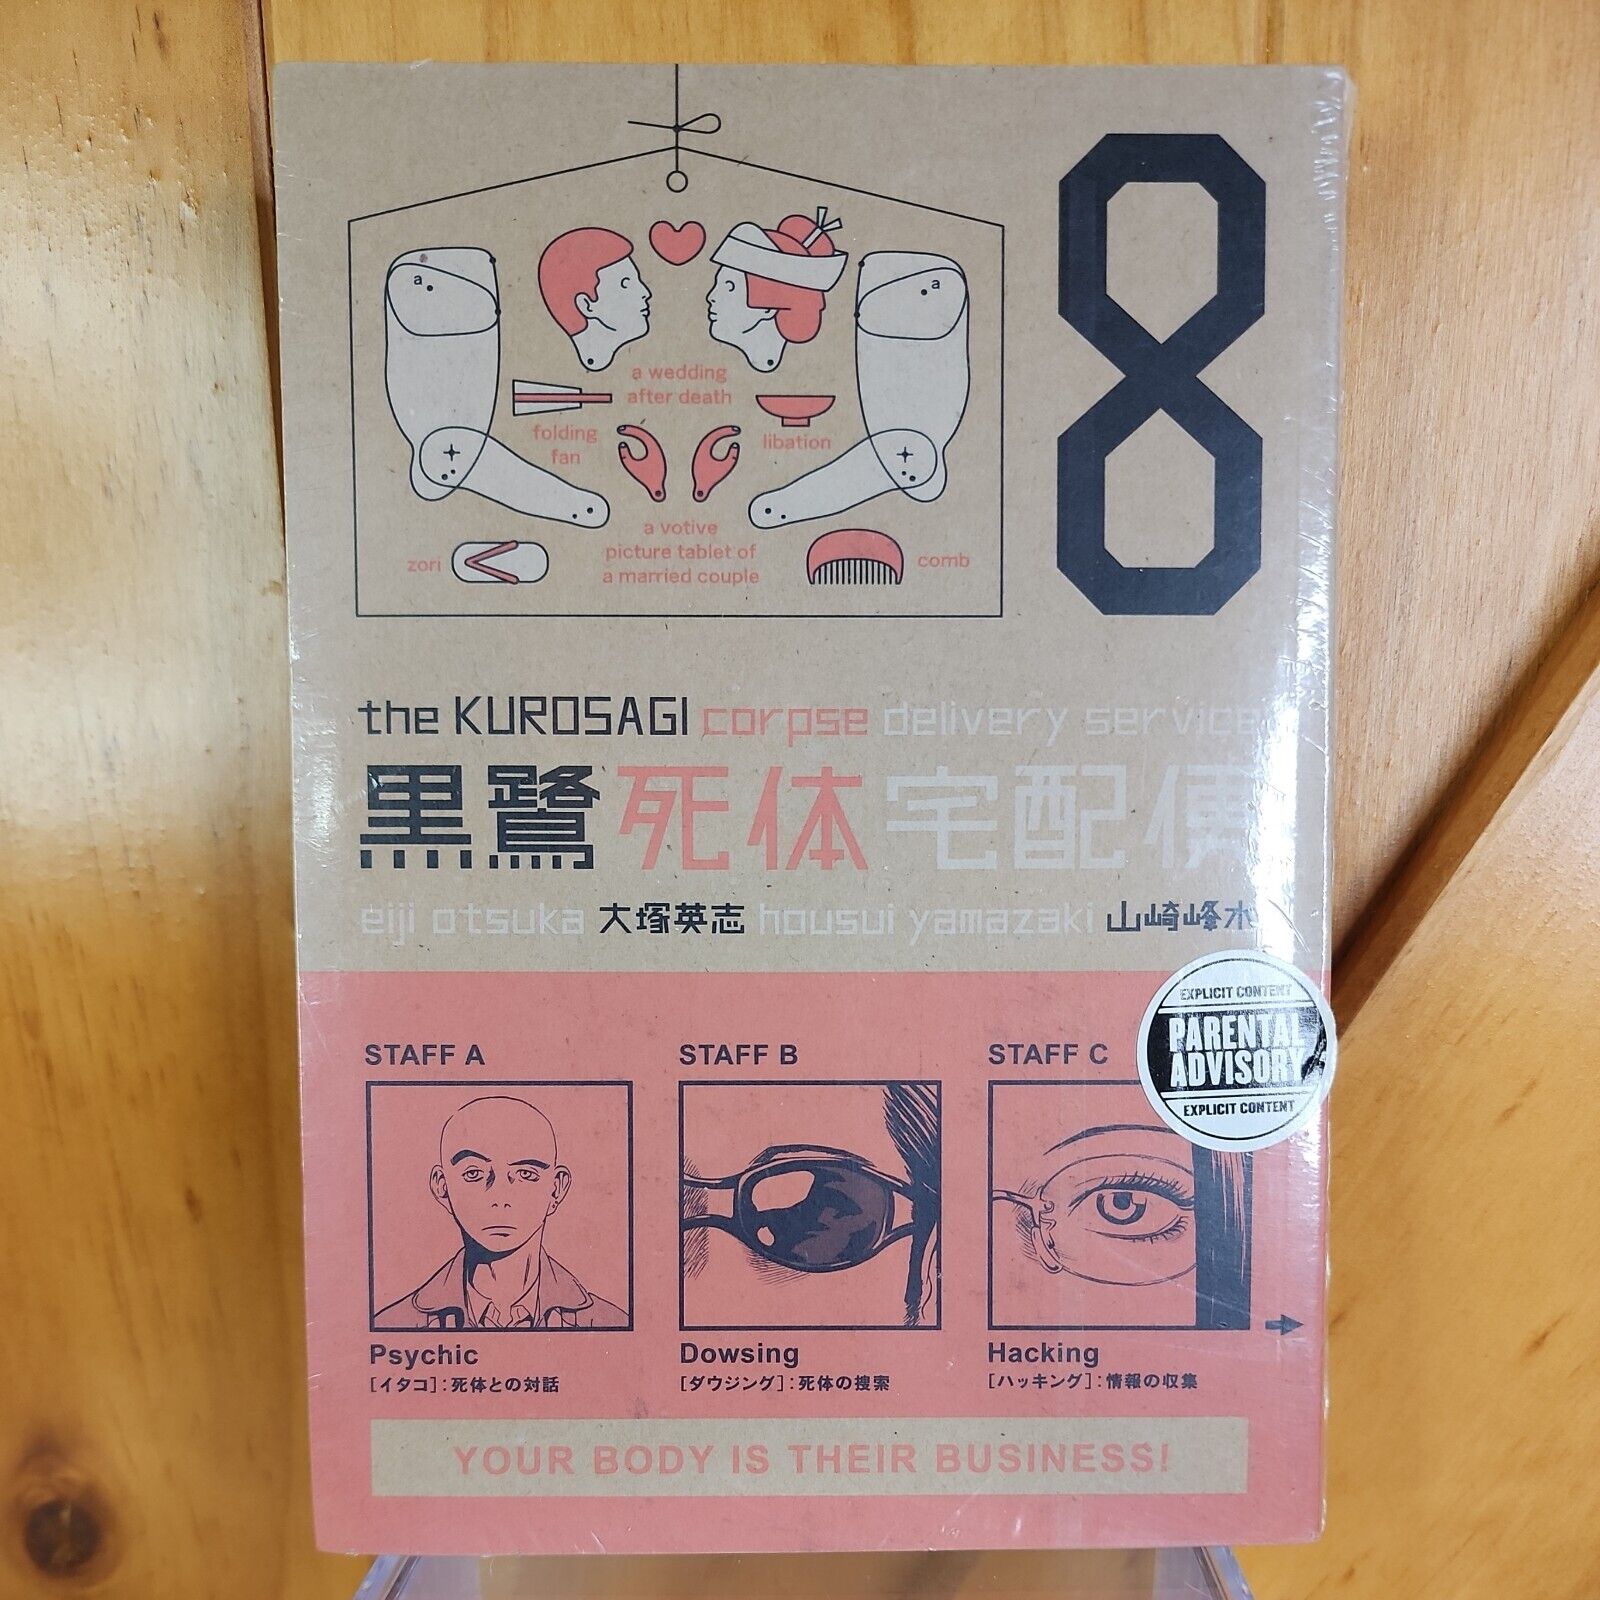 8
a
a
a wedding
after death
folding
fan
libation
a votive
picture tablet of
a married couple
zori
comb
the KUROSAGI corpse delivery service
黒鷺死体宅配便
eiji otsuka 大塚英志 housui yamazaki 山崎峰水
EXPLICIT CONTENT
PARENTAL
ADVISORY
EXPLICIT CONTENT
STAFF A
STAFF B
STAFF C
Psychic
[イタコ]:死体との対話
Dowsing
[ダウジング]:死体の捜索
Hacking
[ハッキング]:情報の収集
YOUR BODY IS THEIR BUSINESS!